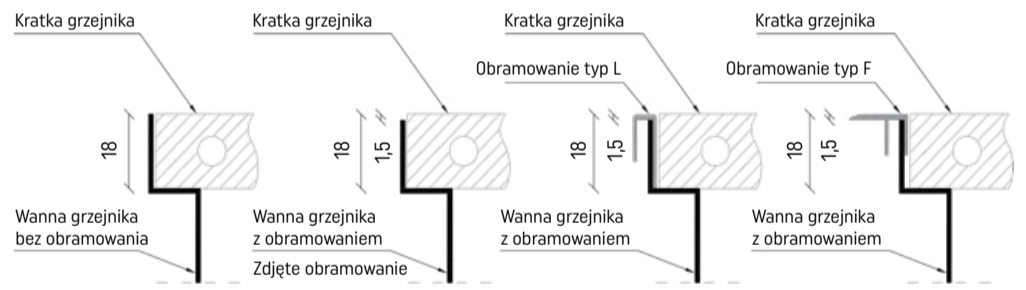 Kratka grzejnika
18
Wanna grzejnika
bez obramowania
Kratka grzejnika
18
1,5
Wanna grzejnika
z obramowaniem
Zdjęte obramowanie
Kratka grzejnika
Obramowanie typ L
18
1,5
Wanna grzejnika
z obramowaniem
Kratka grzejnika
Obramowanie typ F
18
1,5
Wanna grzejnika
z obramowaniem